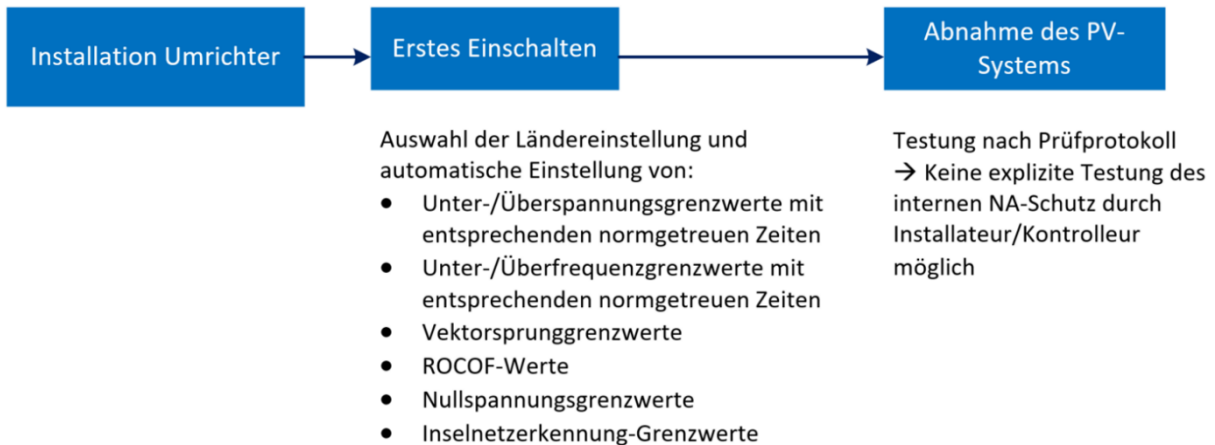 Installation Umrichter
Erstes Einschalten
Abnahme des PV-
Systems
Auswahl der Ländereinstellung und
automatische Einstellung von:
• Unter-/Überspannungsgrenzwerte mit
entsprechenden normgetreuen Zeiten
• Unter-/Überfrequenzgrenzwerte mit
entsprechenden normgetreuen Zeiten
• Vektorsprunggrenzwerte
• ROCOF-Werte
• Nullspannungsgrenzwerte
• Inselnetzerkennung-Grenzwerte
Testung nach Prüfprotokoll
→ Keine explizite Testung des
internen NA-Schutz durch
Installateur/Kontrolleur
möglich